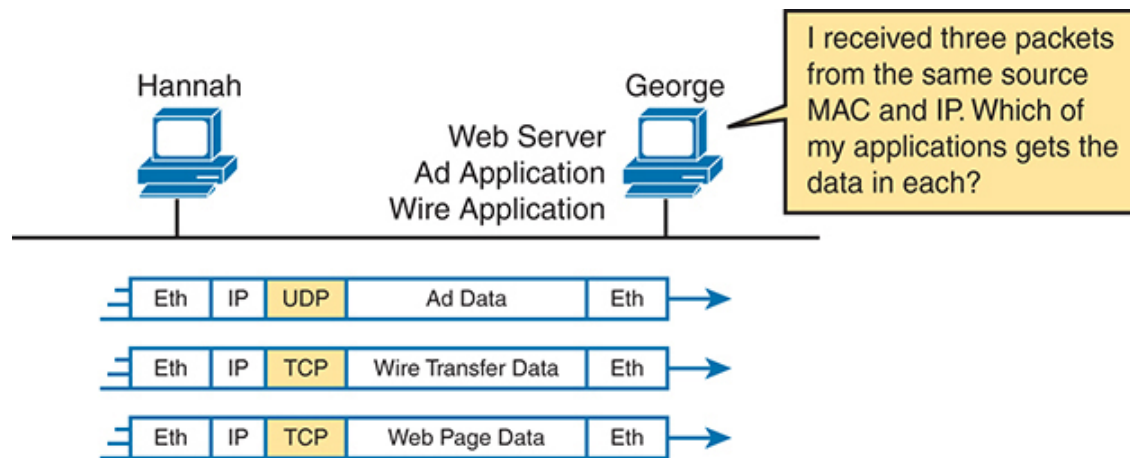 Hannah
George
I received three packets
from the same source
MAC and IP. Which of
my applications gets the
data in each?
Web Server
Ad Application
Wire Application
Eth IP UDP Ad Data Eth
Eth IP TCP Wire Transfer Data Eth
Eth IP TCP Web Page Data Eth